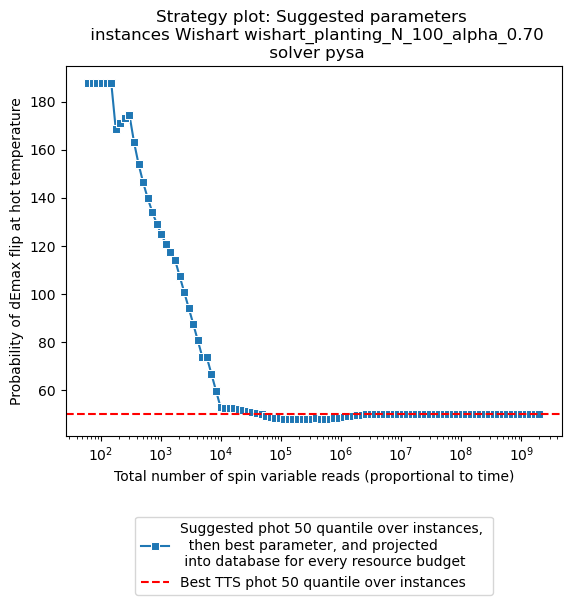 Strategy plot: Suggested parameters
instances Wishart wishart_planting_N_100_alpha_0.70
solver pysa
Probability of dEmax flip at hot temperature
180
160
140
120
100
80
60
10^2
10^3
10^4
10^5
10^6
10^7
10^8
10^9
Total number of spin variable reads (proportional to time)
Suggested phot 50 quantile over instances,
then best parameter, and projected
into database for every resource budget
Best TTS phot 50 quantile over instances